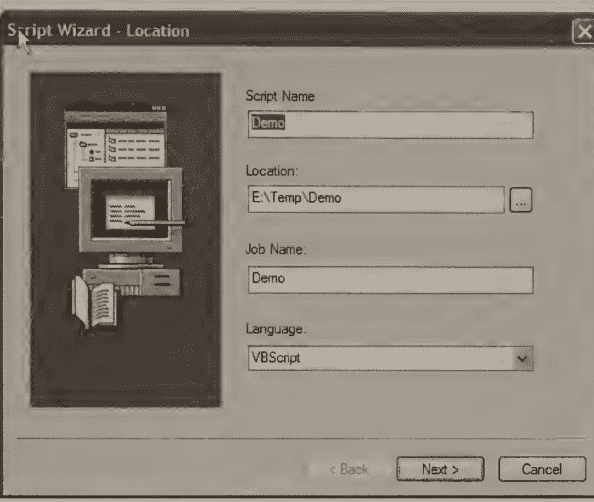 Script Wizard - Location
Script Name
Demo
Location:
E:\Temp\Demo
...
Job Name:
Demo
Language:
VBScript
< Back
Next >
Cancel